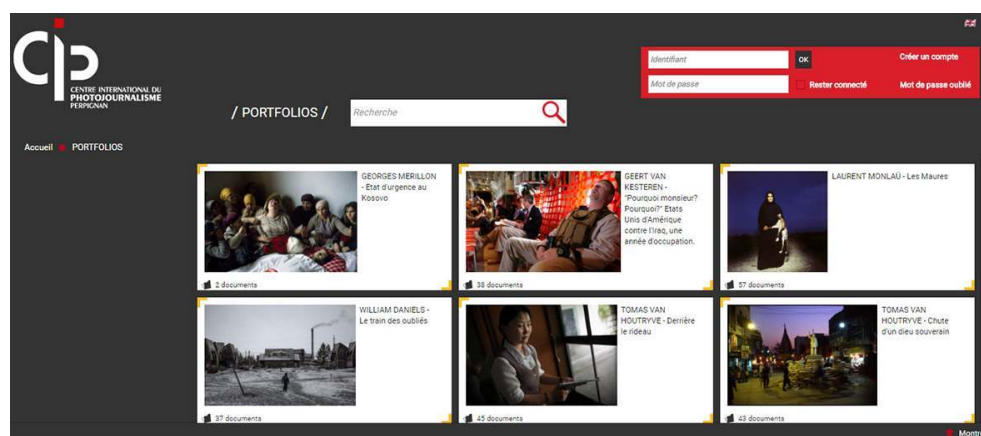 CIP
CENTRE INTERNATIONAL DU
PHOTOJOURNALISME
PERPIGNAN
Identifiant
OK
Créer un compte
Mot de passe
Rester connecté
Mot de passe oublié
/ PORTFOLIOS /
Recherche
Accueil
PORTFOLIOS
GEORGES MERILLON
- Etat d'urgence au
Kosovo
2 documents
GEERT VAN
KESTEREN -
"Pourquoi monsieur?
Pourquoi?" Etats
Unis d'Amérique
contre l'Iraq, une
année d'occupation.
38 documents
LAURENT MONLAÜ - Les Maures
57 documents
WILLIAM DANIELS -
Le train des oubliés
37 documents
TOMAS VAN
HOUTRYVE - Derrière
le rideau
45 documents
TOMAS VAN
HOUTRYVE - Chute
d'un dieu souverain
43 documents